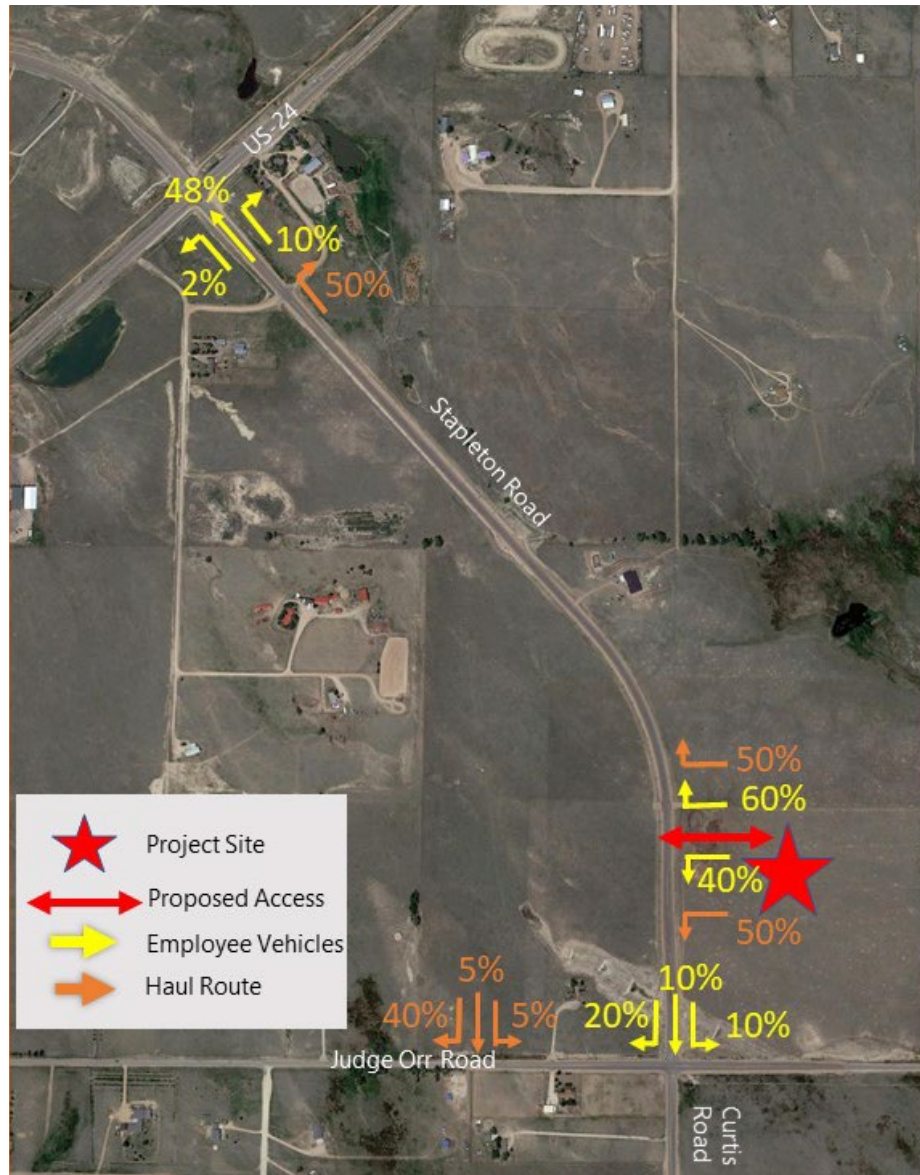 US-24
48%
10%
2%
50%
Stapleton Road
50%
60%
40%
50%
Project Site
Proposed Access
Employee Vehicles
Haul Route
5%
40%
5%
10%
20%
10%
Judge Orr Road
Curtis
Road